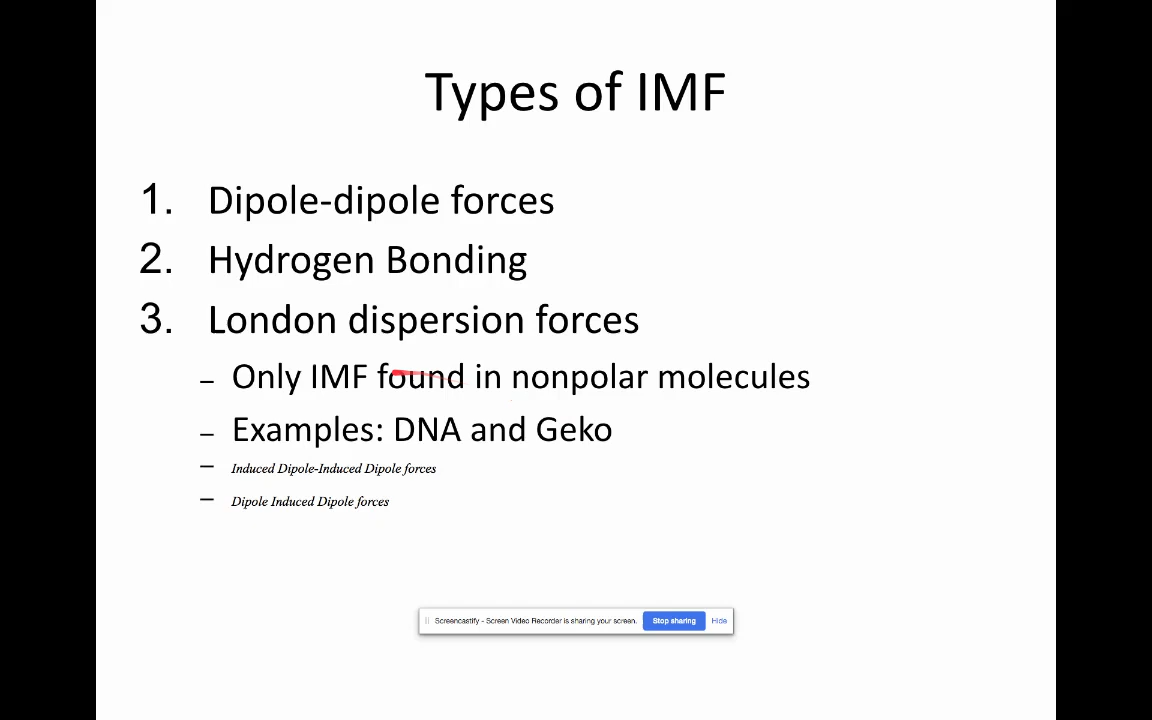 Types of IMF
1. Dipole-dipole forces
2. Hydrogen Bonding
3. London dispersion forces
– Only IMF found in nonpolar molecules
– Examples: DNA and Geko
– Induced Dipole-Induced Dipole forces
– Dipole Induced Dipole forces
Screencastify - Screen Video Recorder is sharing your screen. Stop sharing Hide